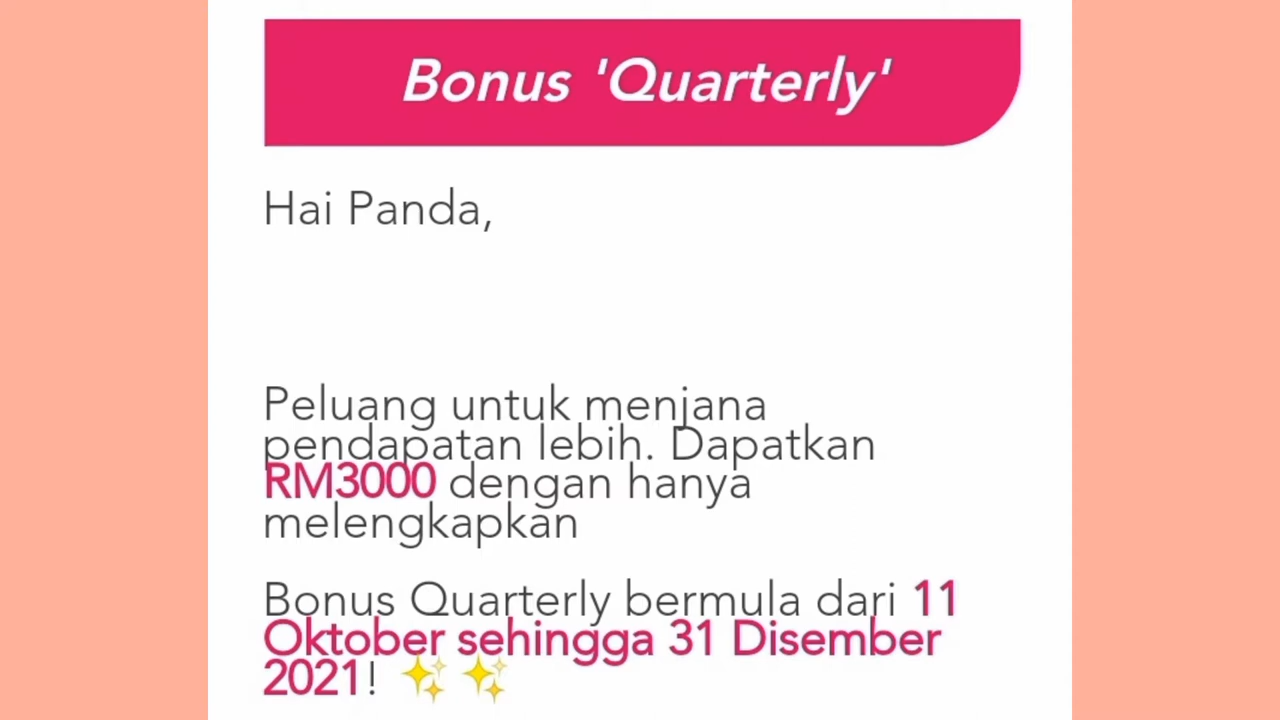 Bonus 'Quarterly'
Hai Panda,
Peluang untuk menjana
pendapatan lebih. Dapatkan
RM3000 dengan hanya
melengkapkan
Bonus Quarterly bermula dari 11
Oktober sehingga 31 Disember
2021! ✨ ✨